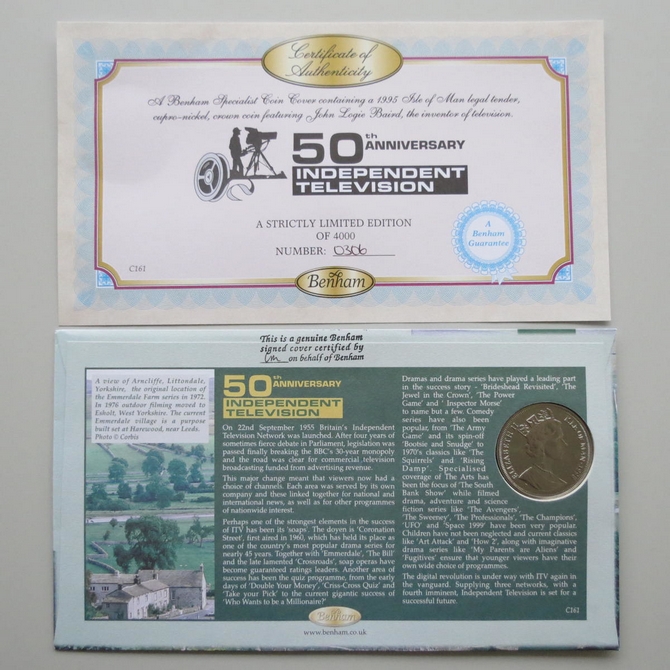 Certificate of
Authenticity
A Benham Specialist Coin Cover containing a 1995 Isle of Man legal tender,
cupro-nickel, crown coin featuring John Logie Baird, the inventor of television.
50th ANNIVERSARY
INDEPENDENT
TELEVISION
A STRICTLY LIMITED EDITION
OF 4000
NUMBER: 0306
A
Benham
Guarantee
C161
Benham
This is a genuine Benham
signed cover certified by
on behalf of Benham
A view of Arncliffe, Littondale,
Yorkshire, the original location of
the Emmerdale Farm series in 1972.
In 1976 outdoor filming moved to
Esholt, West Yorkshire. The current
Emmerdale village is a purpose
built set at Harewood, near Leeds.
Photo © Corbis
50th ANNIVERSARY
INDEPENDENT
TELEVISION
On 22nd September 1955 Britain's Independent
Television Network was launched. After four years of
sometimes fierce debate in Parliament, legislation was
passed finally breaking the BBC's 30-year monopoly
and the road was clear for commercial television
broadcasting funded from advertising revenue.
This major change meant that viewers now had a
choice of channels. Each area was served by its own
company and these linked together for national and
international news, as well as for other programmes
of nationwide interest.
Perhaps one of the strongest elements in the success
of ITV has been its 'soaps'. The doyen is 'Coronation
Street', first aired in 1960, which has held its place as
one of the country's most popular drama series for
nearly 45 years. Together with 'Emmerdale', 'The Bill'
and the late lamented 'Crossroads', soap operas have
become guaranteed ratings leaders. Another area of
success has been the quiz programme, from the early
days of 'Double Your Money', 'Criss-Cross Quiz' and
'Take your Pick' to the current gigantic success of
'Who Wants to be a Millionaire?'
Dramas and drama series have played a leading part
in the success story - 'Brideshead Revisited', 'The
Jewel in the Crown', 'The Power
Game' and ' Inspector Morse'
to name but a few. Comedy
series have also been
popular, from 'The Army
Game' and its spin-off
'Bootsie and Snudge' to
1970's classics like 'The
Squirrels' and 'Rising
Damp'. Specialised
coverage of The Arts has
been the focus of 'The South
Bank Show' while filmed
drama, adventure and science
fiction series like 'The Avengers',
'The Sweeney', 'The Professionals', 'The Champions',
'UFO' and 'Space 1999' have been very popular.
Children have not been neglected and current classics
like 'Art Attack' and 'How 2', along with imaginative
drama series like 'My Parents are Aliens' and
'Fugitives' ensure that younger viewers have their
own wide choice of programmes.
The digital revolution is under way with ITV again in
the vanguard. Supplying three networks, with a
fourth imminent, Independent Television is set for a
successful future.
C161
ELIZABETH II
Benham
www.benham.co.uk